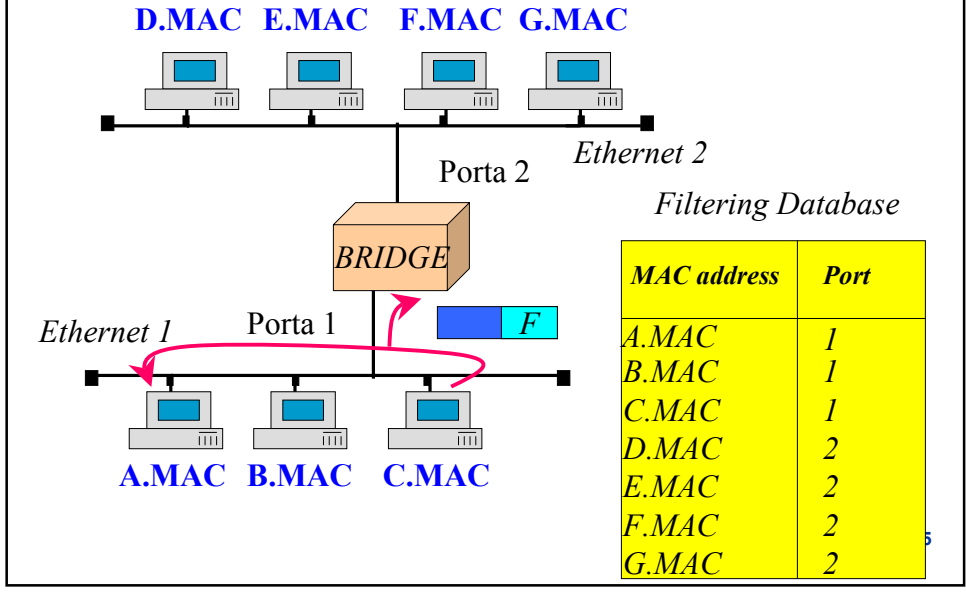 D.MAC E.MAC F.MAC G.MAC
Ethernet 2
Porta 2
Filtering Database
BRIDGE
MAC address Port
F
Ethernet 1 Porta 1
A.MAC 1
B.MAC 1
C.MAC 1
D.MAC 2
E.MAC 2
F.MAC 2
G.MAC 2
A.MAC B.MAC C.MAC
5